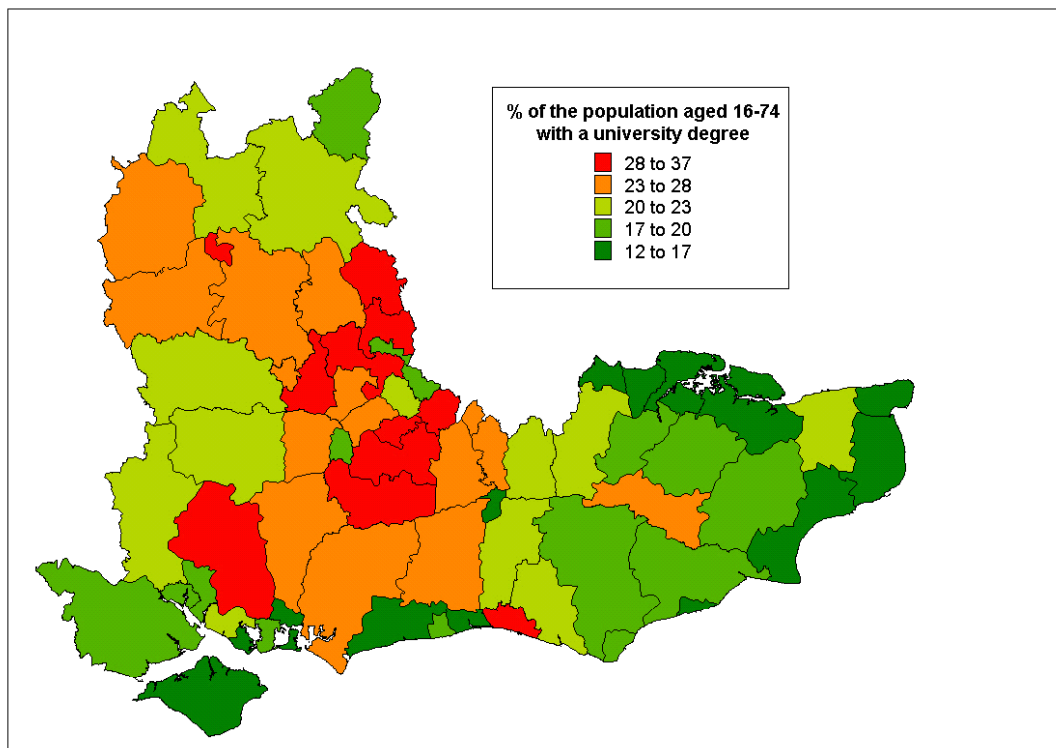 % of the population aged 16-74
with a university degree
28 to 37
23 to 28
20 to 23
17 to 20
12 to 17